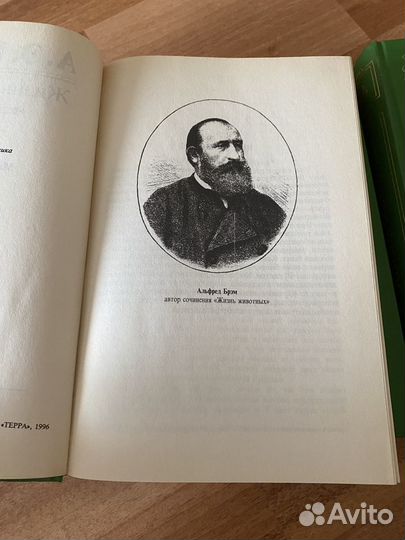 Альфред Брэм
автор сочинения «Жизнь животных»
«ТЕРРА», 1996
Avito